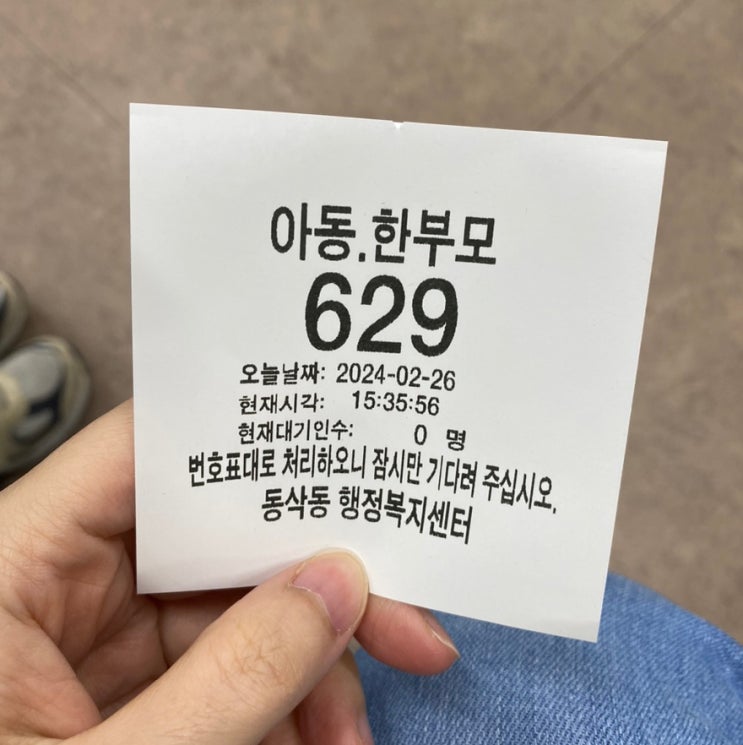 아동.한부모
629
오늘날짜: 2024-02-26
현재시각: 15:35:56
현재대기인수: 0 명
번호표대로 처리하오니 잠시만 기다려 주십시오.
동삭동 행정복지센터